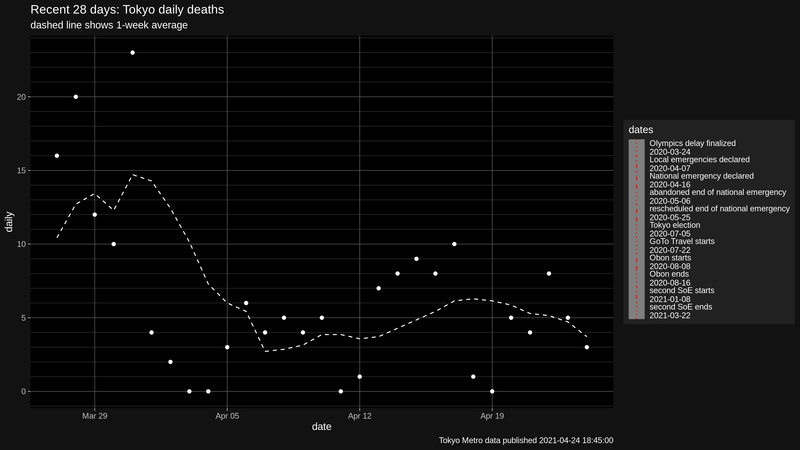 Recent 28 days: Tokyo daily deaths
dashed line shows 1-week average
20
15
10
5
0
daily
Mar 29
Apr 05
Apr 12
Apr 19
date
Tokyo Metro data published 2021-04-24 18:45:00
dates
Olympics delay finalized
2020-03-24
Local emergencies declared
2020-04-07
National emergency declared
2020-04-16
abandoned end of national emergency
2020-05-06
rescheduled end of national emergency
2020-05-25
Tokyo election
2020-07-05
GoTo Travel starts
2020-07-22
Obon starts
2020-08-08
Obon ends
2020-08-16
second SoE starts
2021-01-08
second SoE ends
2021-03-22